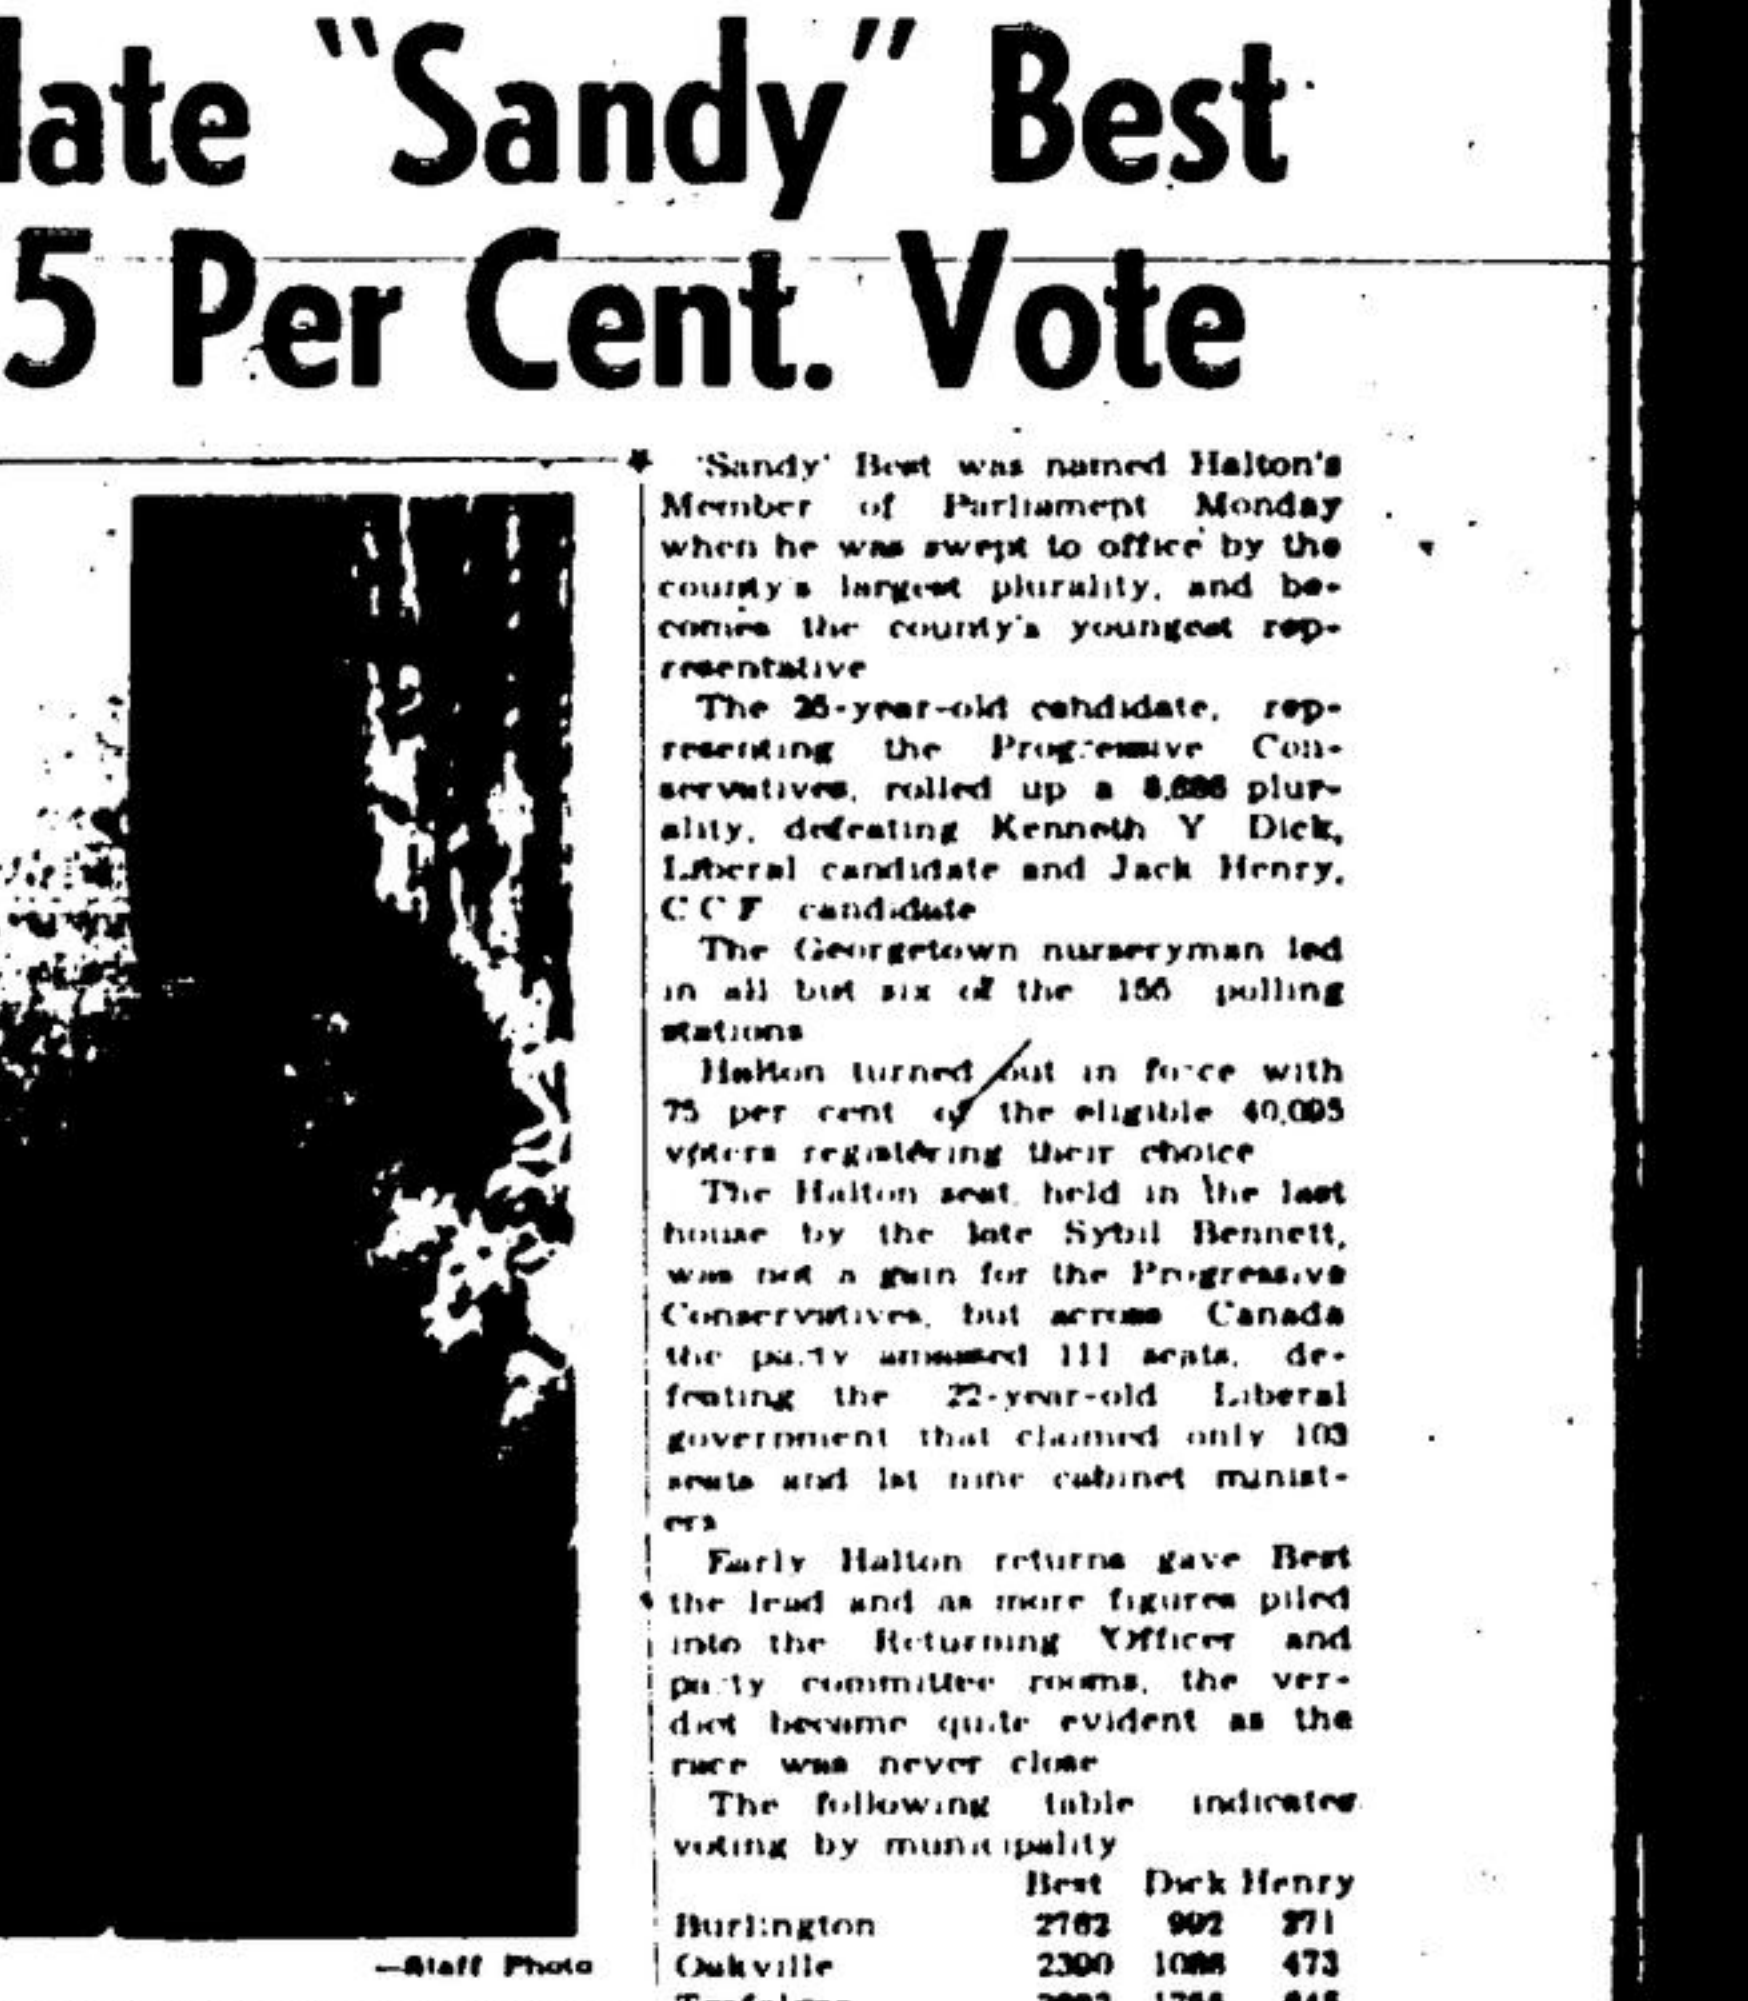 late "Sandy" Best
5 Per Cent. Vote
'Sandy' Best was named Halton's
Member of Parliament Monday
when he was swept to office by the
county's largest plurality, and be-
comes the county's youngest rep-
resentative
The 26-year-old candidate, rep-
resenting the Progressive Con-
servatives, rolled up a plur-
ality, defeating Kenneth Y Dick,
Liberal candidate and Jack Henry,
C C F candidate
The Georgetown nurseryman led
in all but six of the polling
stations
Halton turned out in force with
75 per cent of the eligible
voters registering their choice
The Halton seat, held in the last
house by the late Sybil Bennett,
was not a gain for the Progressive
Conservatives, but across Canada
the party amassed 111 seats, de-
feating the 22-year-old Liberal
government that claimed only 103
seats and lst nine cabinet minist-
ers
Early Halton returns gave Best
the lead and as more figures piled
into the Returning Officer and
party committee rooms, the ver-
dict became quite evident as the
race was never close
The following table indicates
voting by municipality
Best Dick Henry
Burlington 2762 992 371
Oakville 473
—Staff Photo